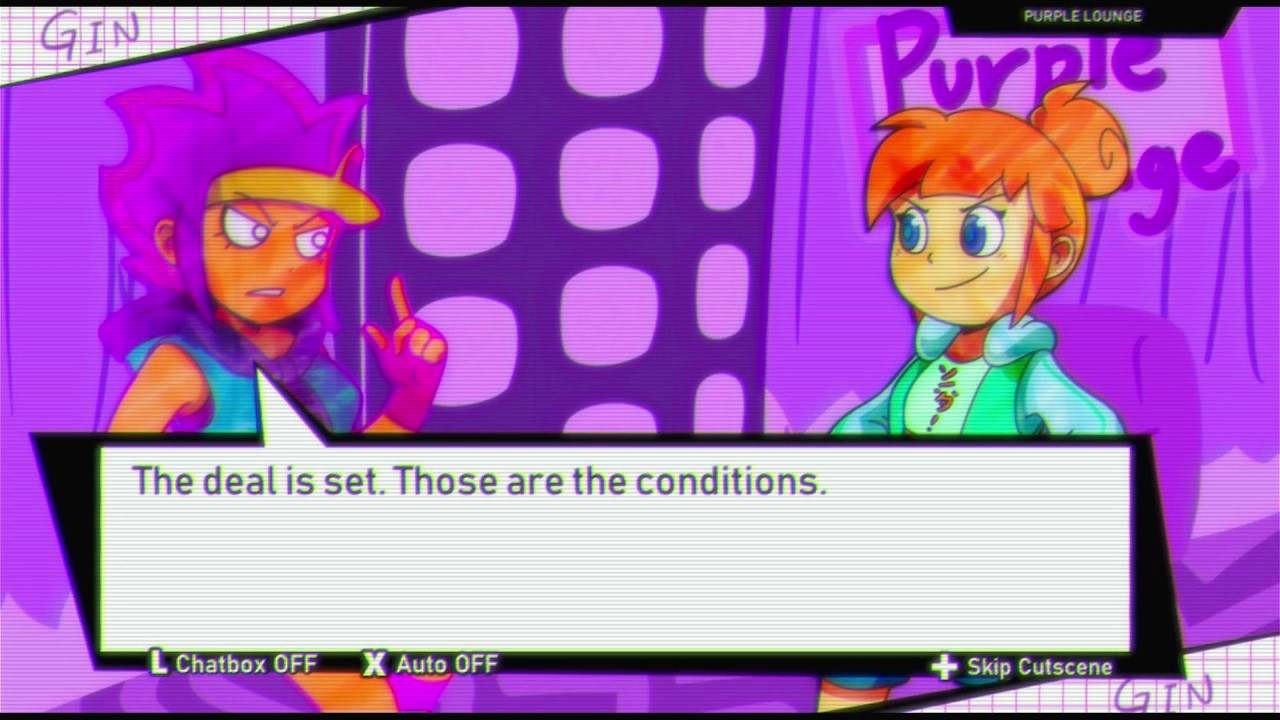 GIN
PURPLE LOUNGE
Purple
ge
The deal is set. Those are the conditions.
L Chatbox OFF X Auto OFF + Skip Cutscene
GIN